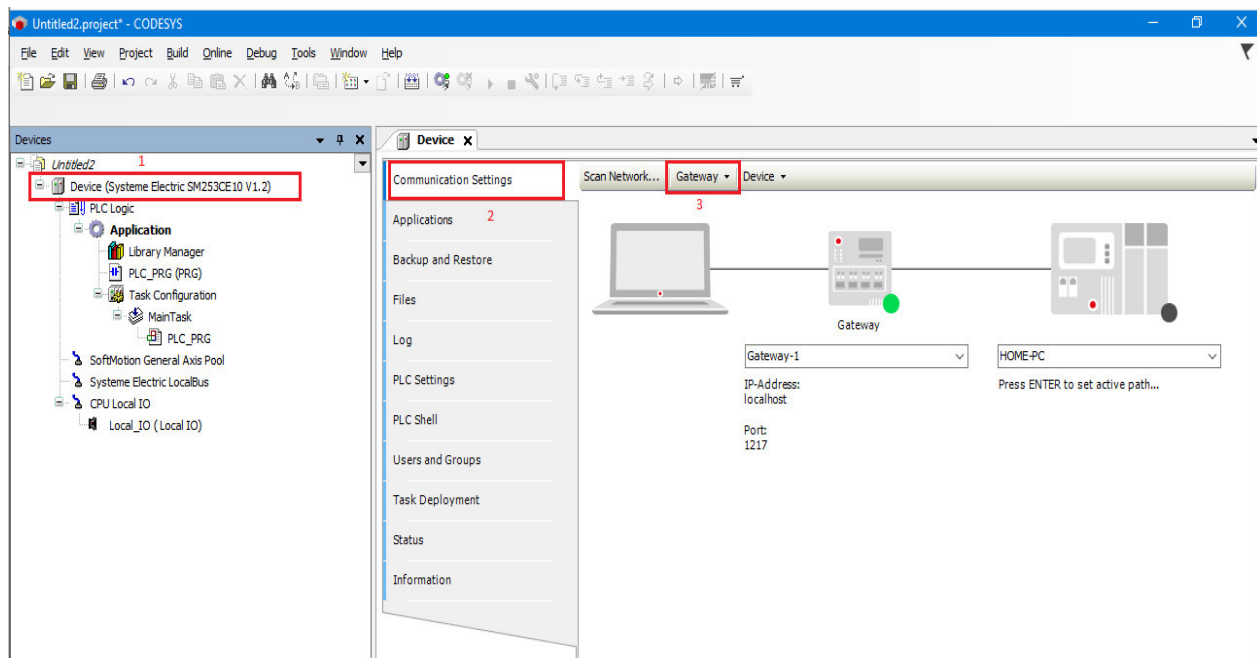 Untitled2.project* - CODESYS
File Edit View Project Build Online Debug Tools Window Help
Devices
Untitled2 1
Device (Systeme Electric SM253CE10 V1.2)
PLC Logic
Application
Library Manager
PLC_PRG (PRG)
Task Configuration
MainTask
PLC_PRG
SoftMotion General Axis Pool
Systeme Electric LocalBus
CPU Local IO
Local_IO (Local IO)
Device
Communication Settings
Applications 2
Backup and Restore
Files
Log
PLC Settings
PLC Shell
Users and Groups
Task Deployment
Status
Information
Scan Network... Gateway Device
3
Gateway
Gateway-1
IP-Address:
localhost
Port:
1217
HOME-PC
Press ENTER to set active path...